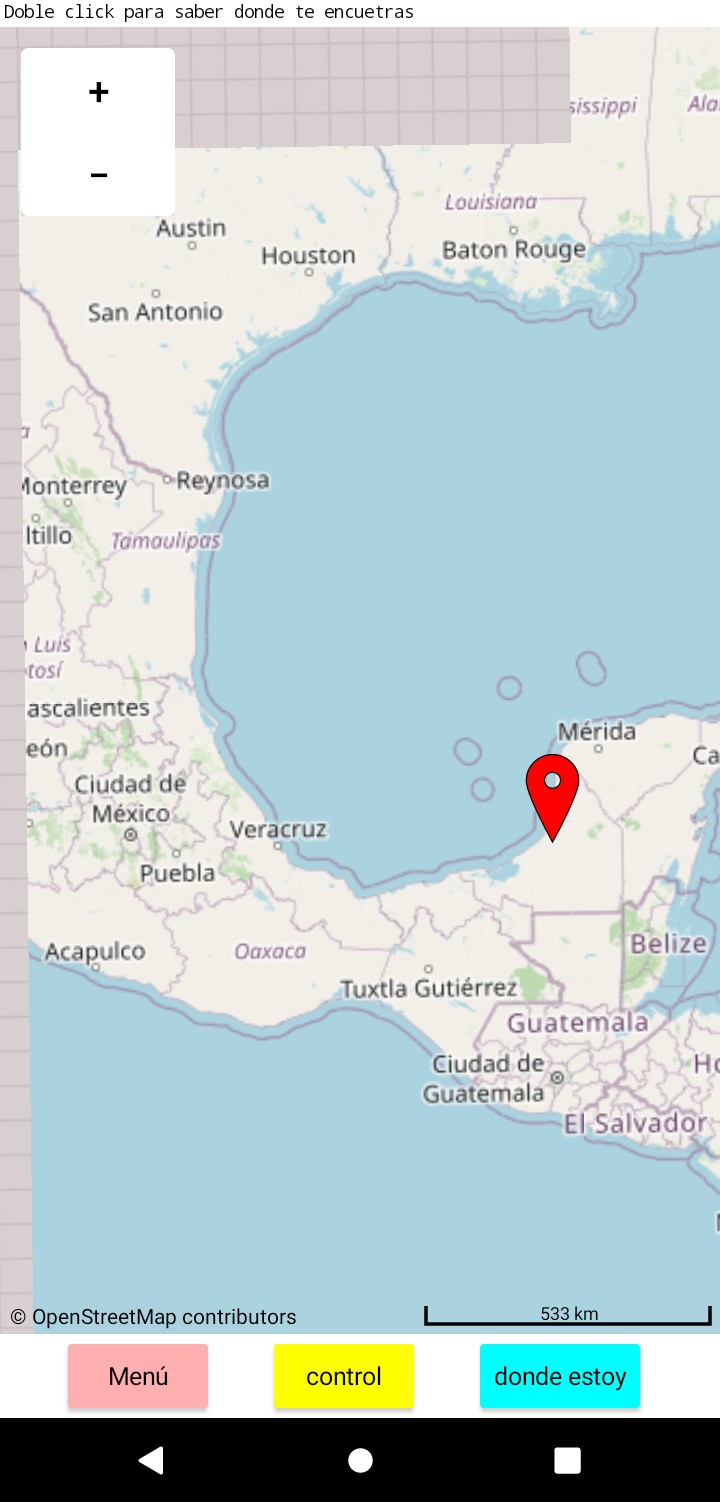 Doble click para saber donde te encuetras
+
−
sissippi
Ala
Louisiana
Austin
Houston
Baton Rouge
San Antonio
a
Monterrey
Reynosa
ltillo
Tamaulipas
Luis
tosí
ascalientes
Mérida
eón
Ca
Ciudad de
México
Veracruz
Puebla
Acapulco
Oaxaca
Belize
Tuxtla Gutiérrez
Guatemala
Ciudad de
Guatemala
Ho
El Salvador
© OpenStreetMap contributors
533 km
Menú
control
donde estoy